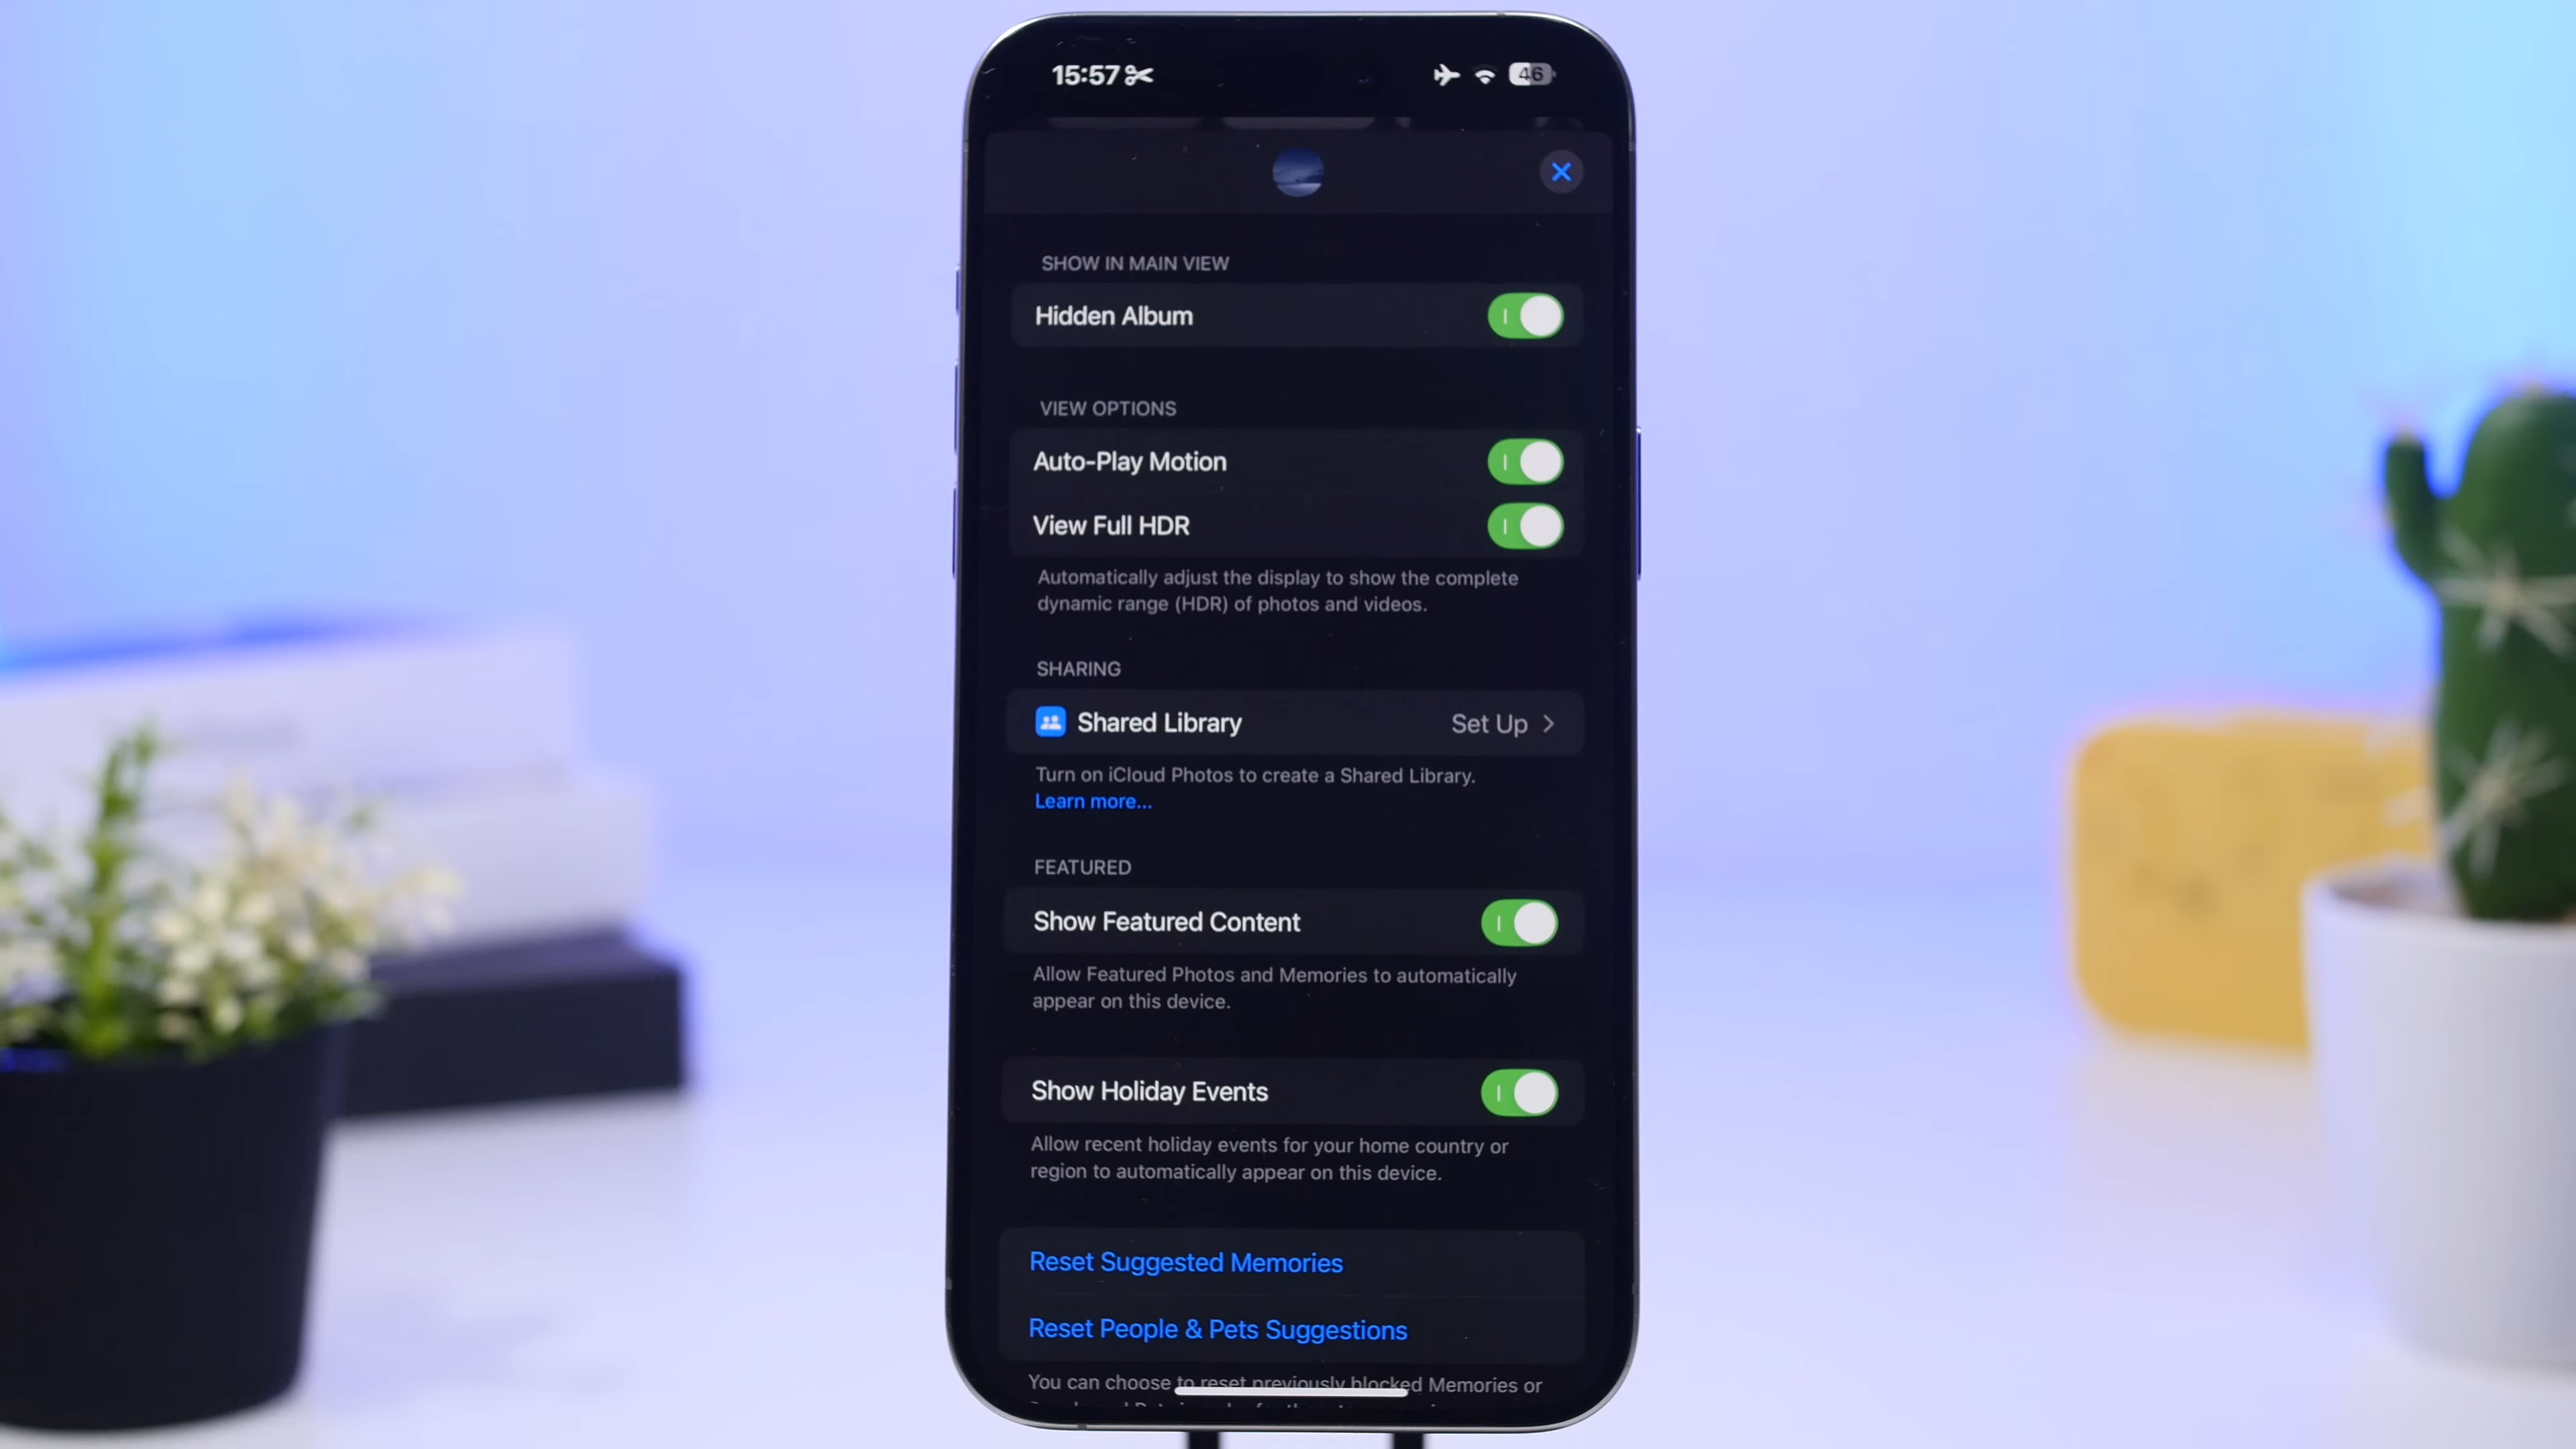 15:57
46
SHOW IN MAIN VIEW
Hidden Album
VIEW OPTIONS
Auto-Play Motion
View Full HDR
Automatically adjust the display to show the complete
dynamic range (HDR) of photos and videos.
SHARING
Shared Library Set Up
Turn on iCloud Photos to create a Shared Library.
Learn more...
FEATURED
Show Featured Content
Allow Featured Photos and Memories to automatically
appear on this device.
Show Holiday Events
Allow recent holiday events for your home country or
region to automatically appear on this device.
Reset Suggested Memories
Reset People & Pets Suggestions
You can choose to reset previously blocked Memories or